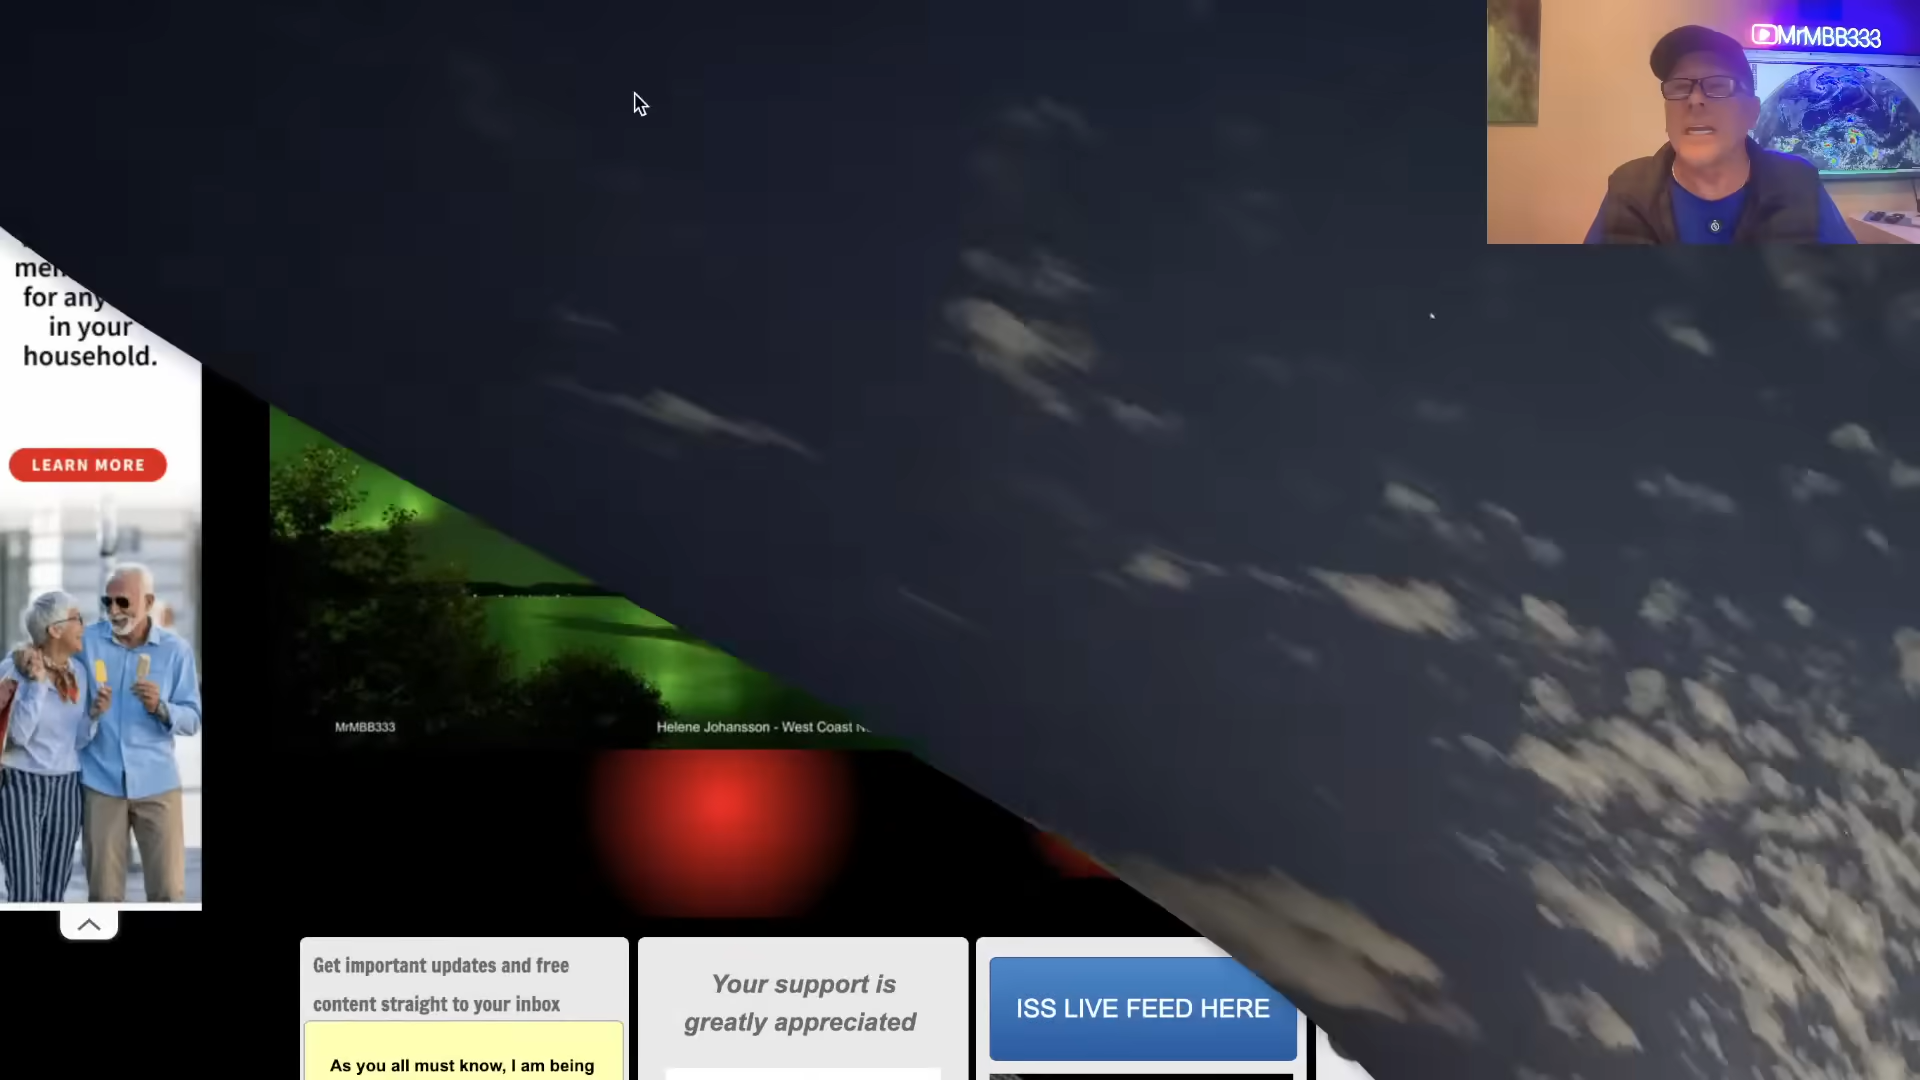 MrMBB333
for any
in your
household.
LEARN MORE
MrMBB333
Helene Johansson - West Coast
Get important updates and free
content straight to your inbox
As you all must know, I am being
Your support is
greatly appreciated
ISS LIVE FEED HERE